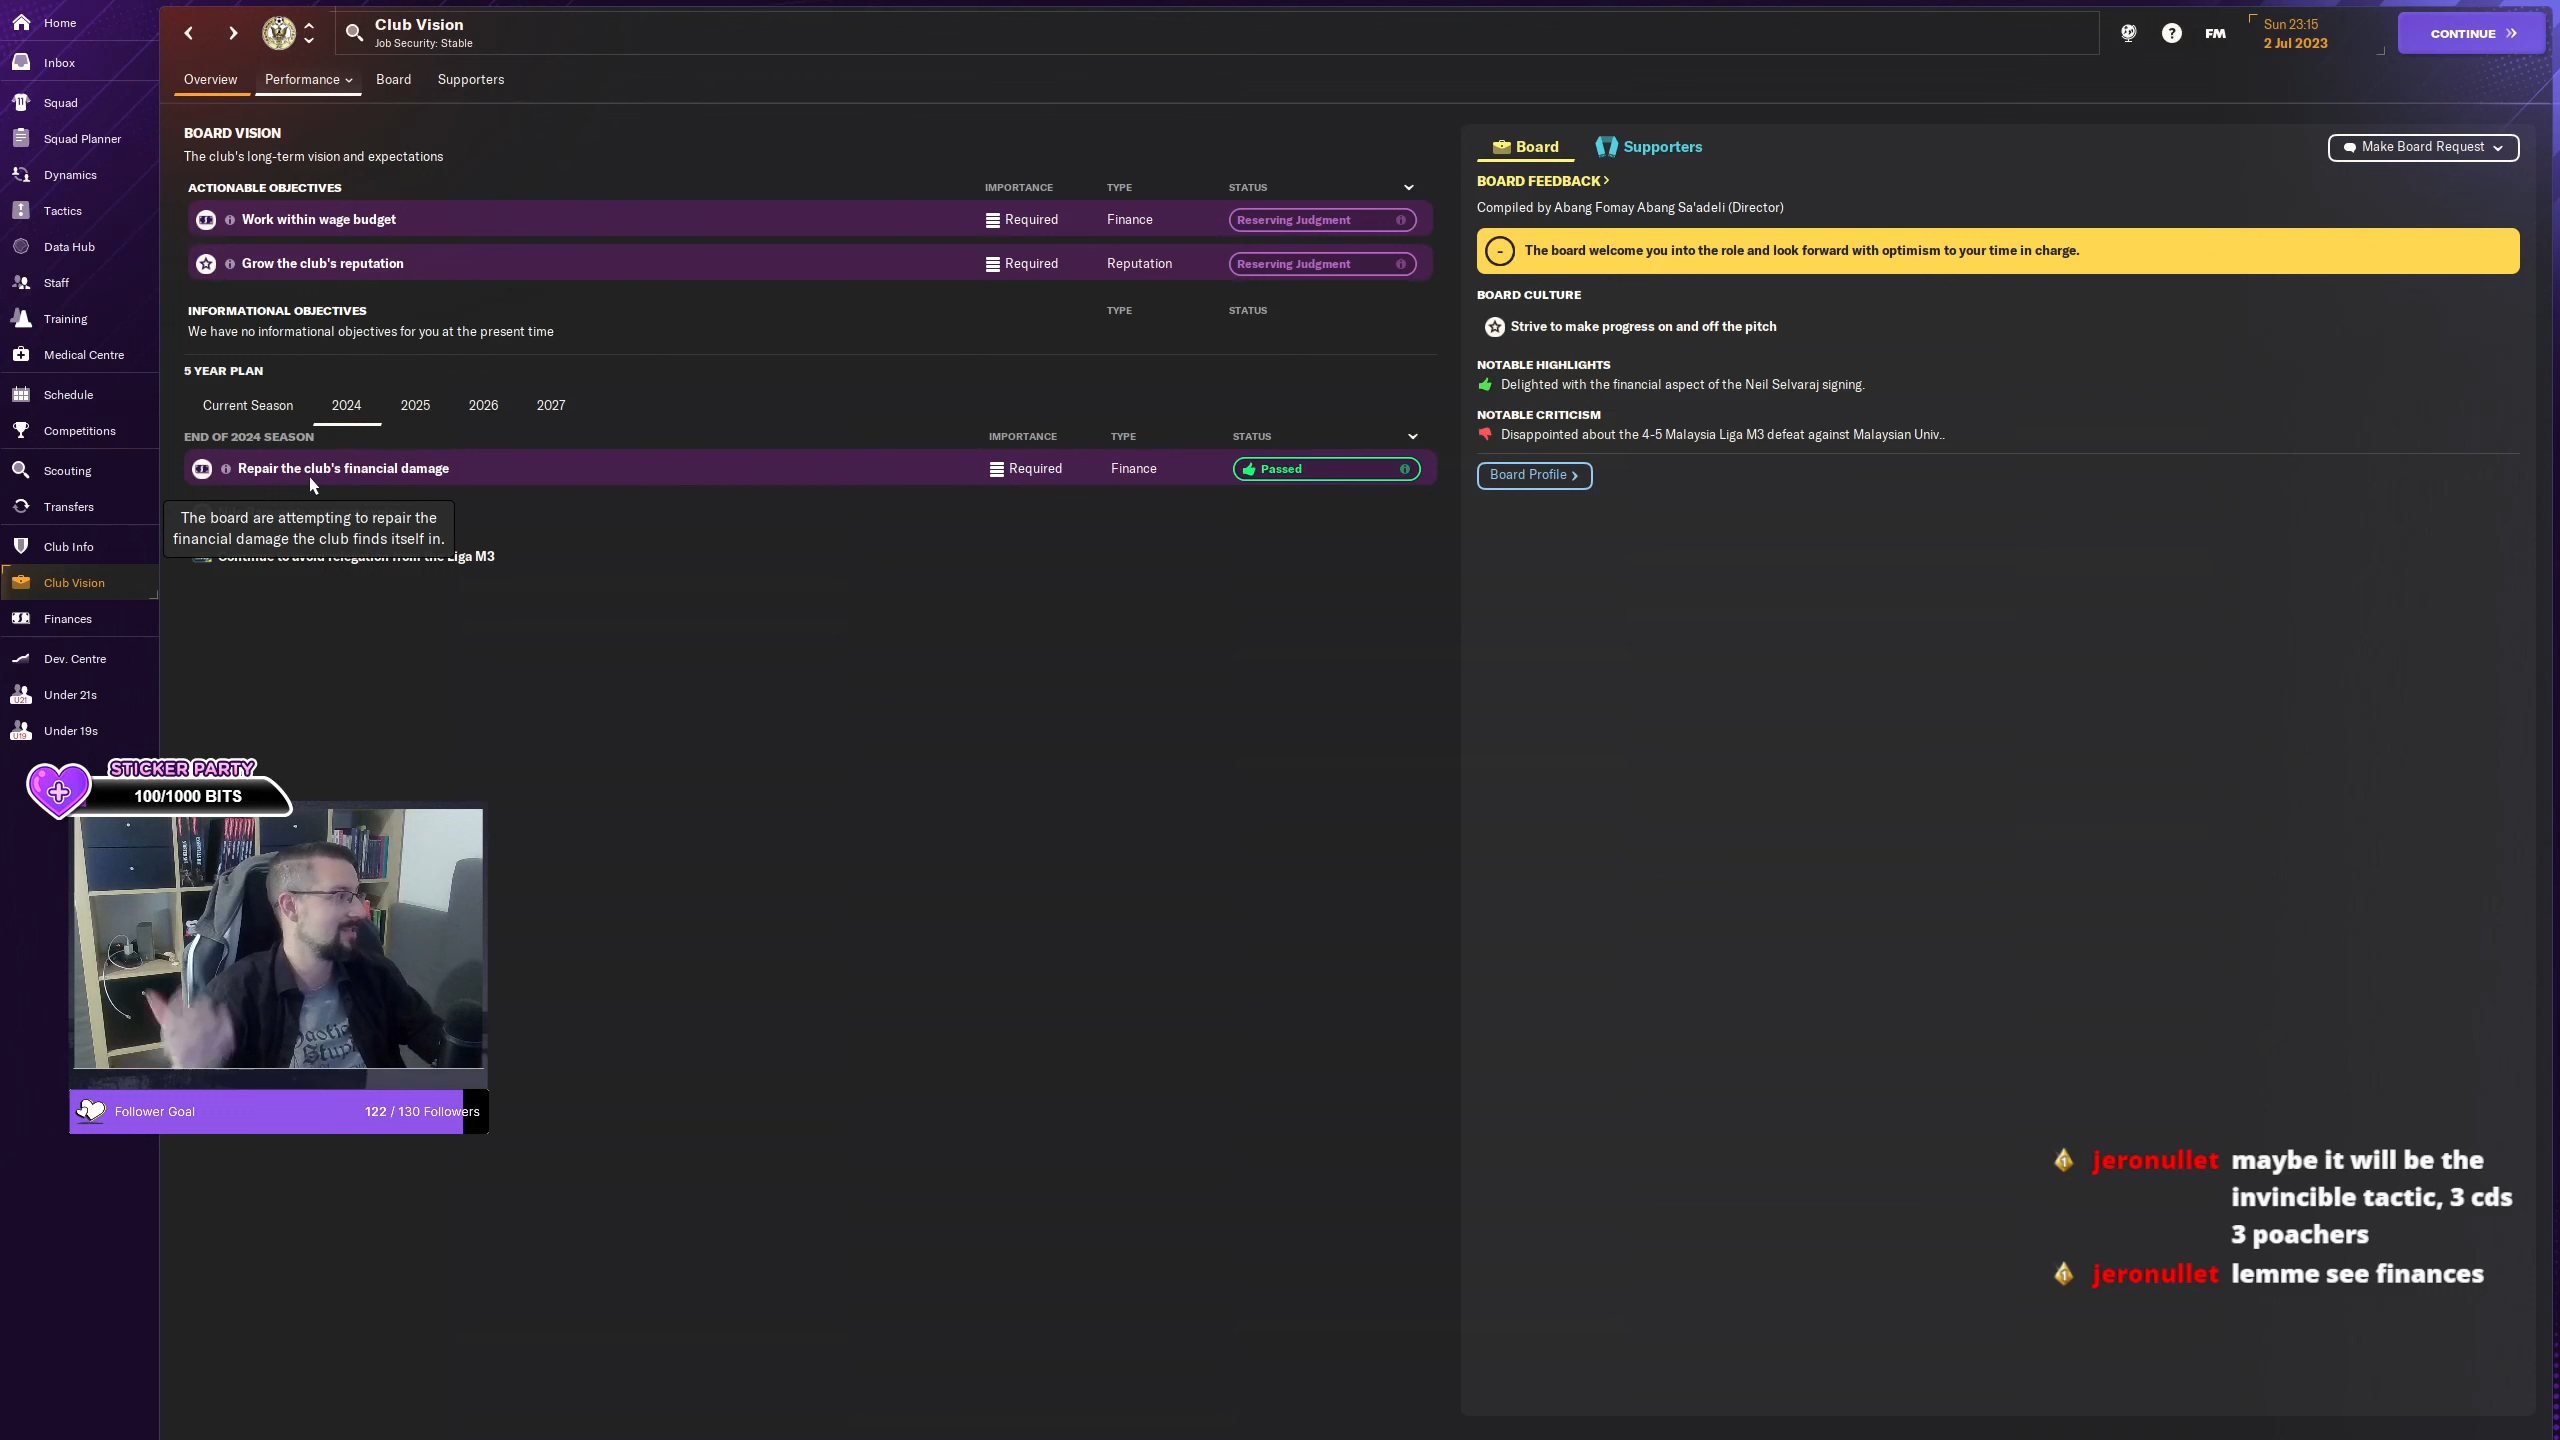 Home
Inbox
Squad
Squad Planner
Dynamics
Tactics
Data Hub
Staff
Training
Medical Centre
Schedule
Competitions
Scouting
Transfers
Club Info
Club Vision
Finances
Dev. Centre
Under 21s
Under 19s
Club Vision
Job Security: Stable
FM
Sun 23:15
2 Jul 2023
CONTINUE
Overview Performance Board Supporters
BOARD VISION
The club's long-term vision and expectations
ACTIONABLE OBJECTIVES IMPORTANCE TYPE STATUS
Work within wage budget Required Finance Reserving Judgment
Grow the club's reputation Required Reputation Reserving Judgment
INFORMATIONAL OBJECTIVES TYPE STATUS
We have no informational objectives for you at the present time
5 YEAR PLAN
Current Season 2024 2025 2026 2027
END OF 2024 SEASON IMPORTANCE TYPE STATUS
Repair the club's financial damage Required Finance Passed
The board are attempting to repair the
financial damage the club finds itself in.
Continue to avoid relegation from the Liga M3
Board Supporters Make Board Request
BOARD FEEDBACK >
Compiled by Abang Fomay Abang Sa'adeli (Director)
The board welcome you into the role and look forward with optimism to your time in charge.
BOARD CULTURE
Strive to make progress on and off the pitch
NOTABLE HIGHLIGHTS
Delighted with the financial aspect of the Neil Selvaraj signing.
NOTABLE CRITICISM
Disappointed about the 4-5 Malaysia Liga M3 defeat against Malaysian Univ..
Board Profile >
STICKER PARTY
100/1000 BITS
Follower Goal 122 / 130 Followers
jeronullet maybe it will be the
invincible tactic, 3 cds
3 poachers
jeronullet lemme see finances